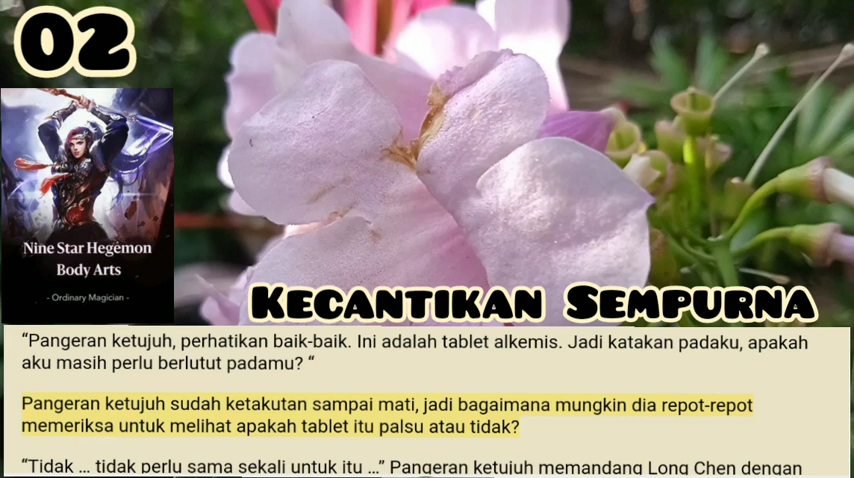 02
Nine Star Hegemon
Body Arts
- Ordinary Magician -
Kecantikan Sempurna
“Pangeran ketujuh, perhatikan baik-baik. Ini adalah tablet alkemis. Jadi katakan padaku, apakah
aku masih perlu berlutut padamu? “
Pangeran ketujuh sudah ketakutan sampai mati, jadi bagaimana mungkin dia repot-repot
memeriksa untuk melihat apakah tablet itu palsu atau tidak?
“Tidak ... tidak perlu sama sekali untuk itu ...” Pangeran ketujuh memandang Long Chen dengan